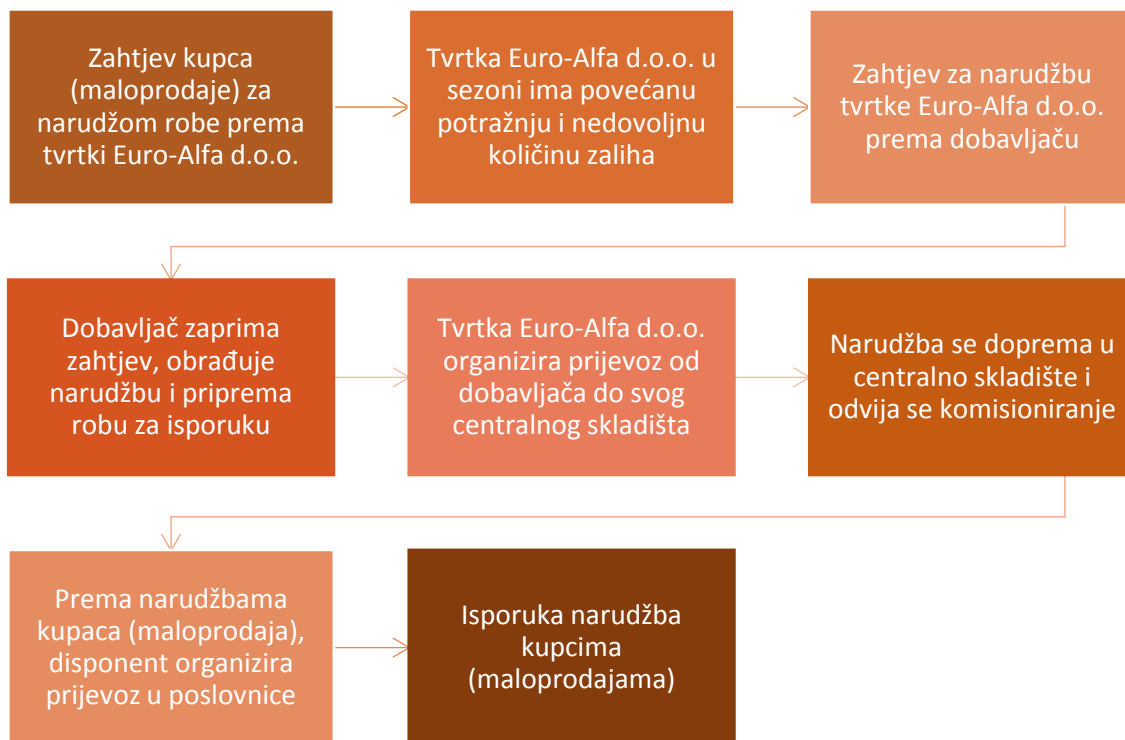 Zahtjev kupca
(maloprodaje) za
narudžom robe prema
tvrtki Euro-Alfa d.o.o.
Tvrtka Euro-Alfa d.o.o. u
sezoni ima povećanu
potražnju i nedovoljnu
količinu zaliha
Zahtjev za narudžbu
tvrtke Euro-Alfa d.o.o.
prema dobavljaču
Dobavljač zaprima
zahtjev, obrađuje
narudžbu i priprema
robu za isporuku
Tvrtka Euro-Alfa d.o.o.
organizira prijevoz od
dobavljača do svog
centralnog skladišta
Narudžba se doprema u
centralno skladište i
odvija se komisioniranje
Prema narudžbama
kupaca (maloprodaja),
disponent organizira
prijevoz u poslovnice
Isporuka narudžba
kupcima
(maloprodajama)